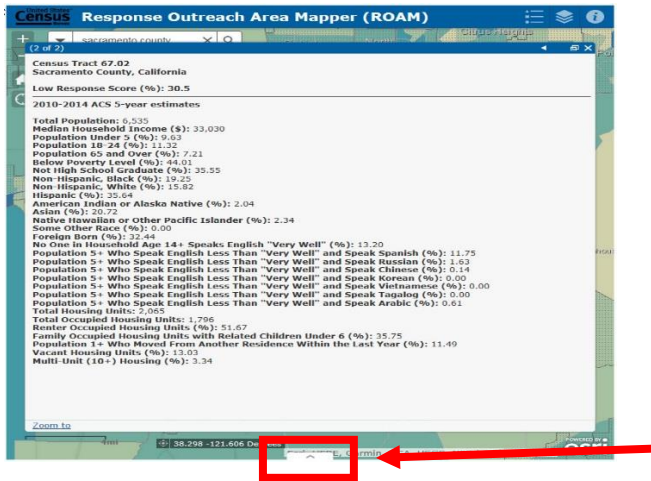 United States
Census
Bureau
Response Outreach Area Mapper (ROAM)
sacramento county
(2 of 2)
Census Tract 67.02
Sacramento County, California
Low Response Score (%): 30.5
2010-2014 ACS 5-year estimates
Total Population: 6,535
Median Household Income ($): 33,030
Population Under 5 (%): 9.63
Population 18-24 (%): 11.32
Population 65 and Over (%): 7.21
Below Poverty Level (%): 44.01
Not High School Graduate (%): 35.55
Non-Hispanic, Black (%): 19.25
Non-Hispanic, White (%): 15.82
Hispanic (%): 35.64
American Indian or Alaska Native (%): 2.04
Asian (%): 20.72
Native Hawaiian or Other Pacific Islander (%): 2.34
Some Other Race (%): 0.00
Foreign Born (%): 32.44
No One in Household Age 14+ Speaks English "Very Well" (%): 13.20
Population 5+ Who Speak English Less Than "Very Well" and Speak Spanish (%): 11.75
Population 5+ Who Speak English Less Than "Very Well" and Speak Russian (%): 1.63
Population 5+ Who Speak English Less Than "Very Well" and Speak Chinese (%): 0.14
Population 5+ Who Speak English Less Than "Very Well" and Speak Korean (%): 0.00
Population 5+ Who Speak English Less Than "Very Well" and Speak Vietnamese (%): 0.00
Population 5+ Who Speak English Less Than "Very Well" and Speak Tagalog (%): 0.00
Population 5+ Who Speak English Less Than "Very Well" and Speak Arabic (%): 0.61
Total Housing Units: 2,065
Total Occupied Housing Units: 1,796
Renter Occupied Housing Units (%): 51.67
Family Occupied Housing Units with Related Children Under 6 (%): 35.75
Population 1+ Who Moved From Another Residence Within the Last Year (%): 11.49
Vacant Housing Units (%): 13.03
Multi-Unit (10+) Housing (%): 3.34
Zoom to
4mi
38.298 -121.606
POWERED BY
esri